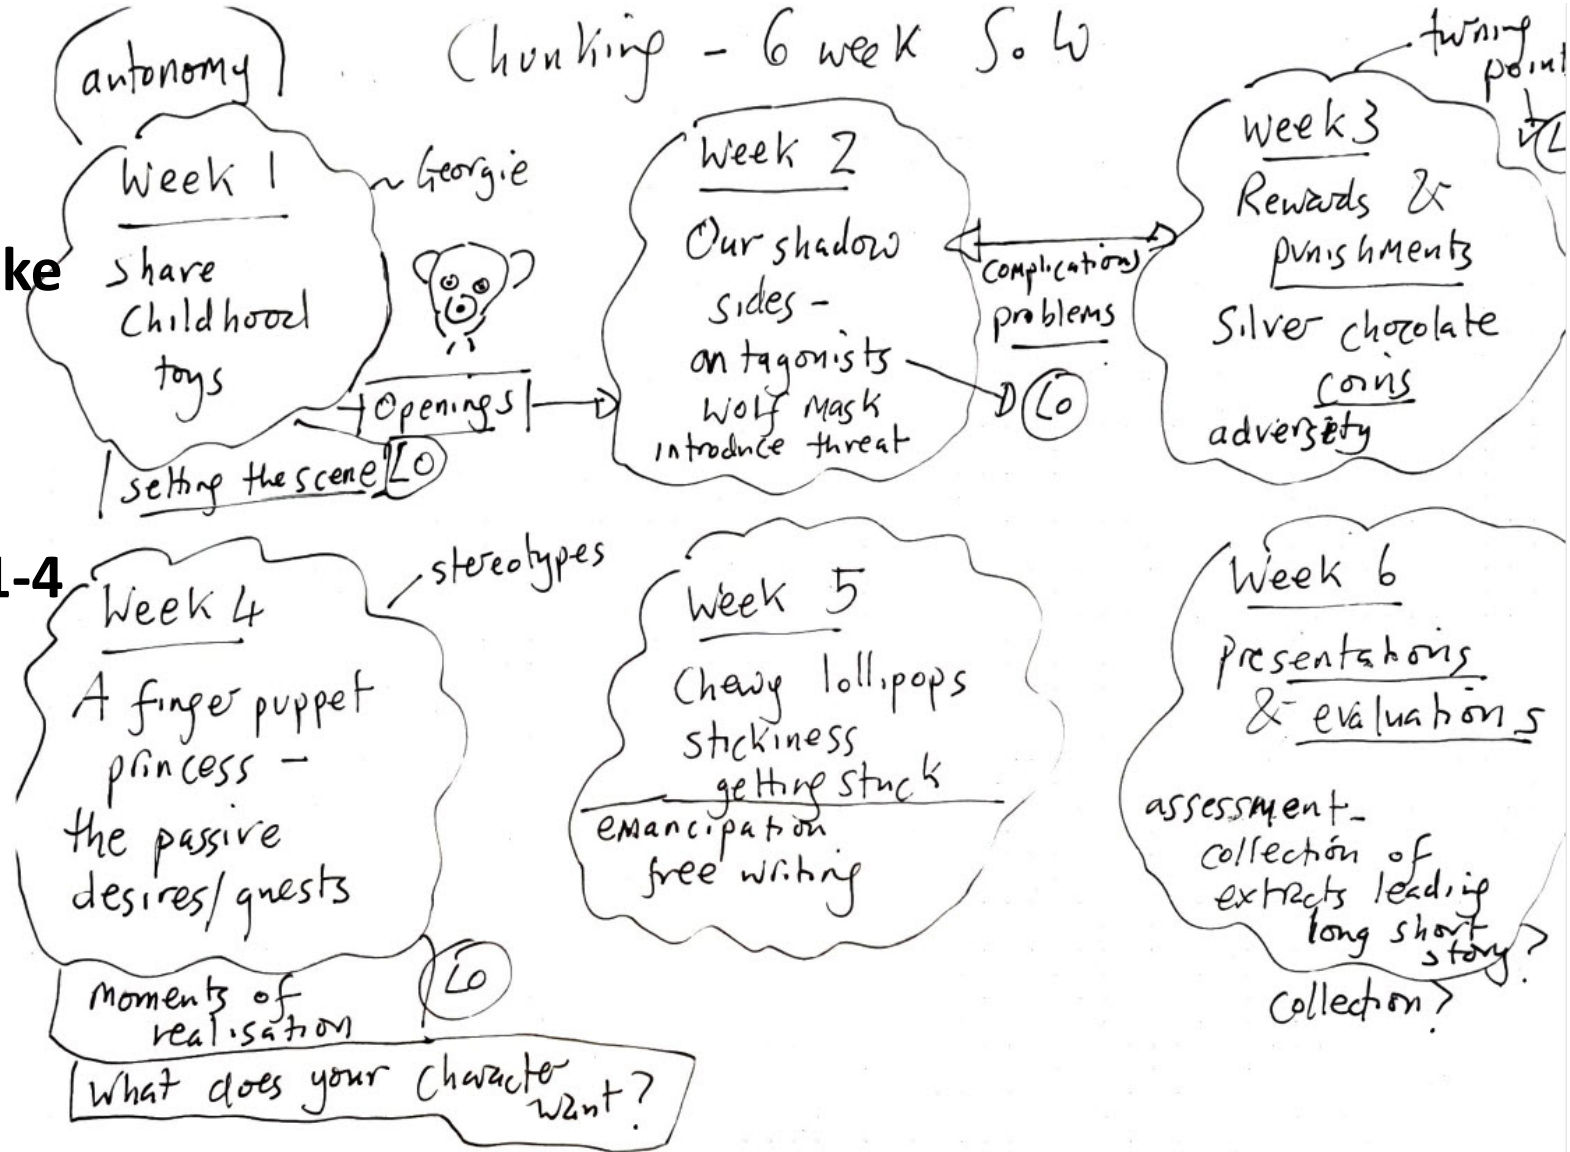 Chunking - 6 week S.o.W
autonomy
Week 1
share
Childhood
toys
~ Georgie
Openings
setting the scene LO
Week 2
Our shadow
sides -
antagonists
Wolf Mask
introduce threat
LO
complications
problems
turning
point
L
Week 3
Rewards &
punishments
Silver chocolate
coins
adversity
ke
1-4
Week 4
stereotypes
A finger puppet
princess -
the passive
desires/quests
LO
Moments of
realisation
What does your character
want?
Week 5
Chewy lollipops
stickiness
getting stuck
emancipation
free writing
Week 6
presentations
& evaluations
assessment-
collection of
extracts leading
long short
story?
Collection?